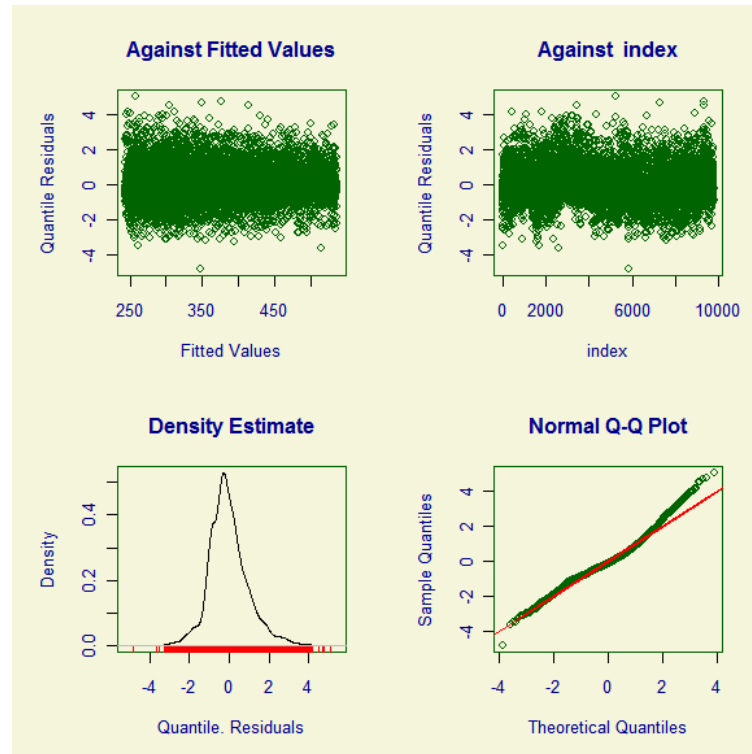 Against Fitted Values
Quantile Residuals
4
2
0
-2
-4
250
350
450
Fitted Values
Against index
Quantile Residuals
4
2
0
-2
-4
0
2000
6000
10000
index
Density Estimate
Density
0.4
0.2
0.0
-4
-2
0
2
4
Quantile. Residuals
Normal Q-Q Plot
Sample Quantiles
4
2
0
-2
-4
-4
-2
0
2
4
Theoretical Quantiles